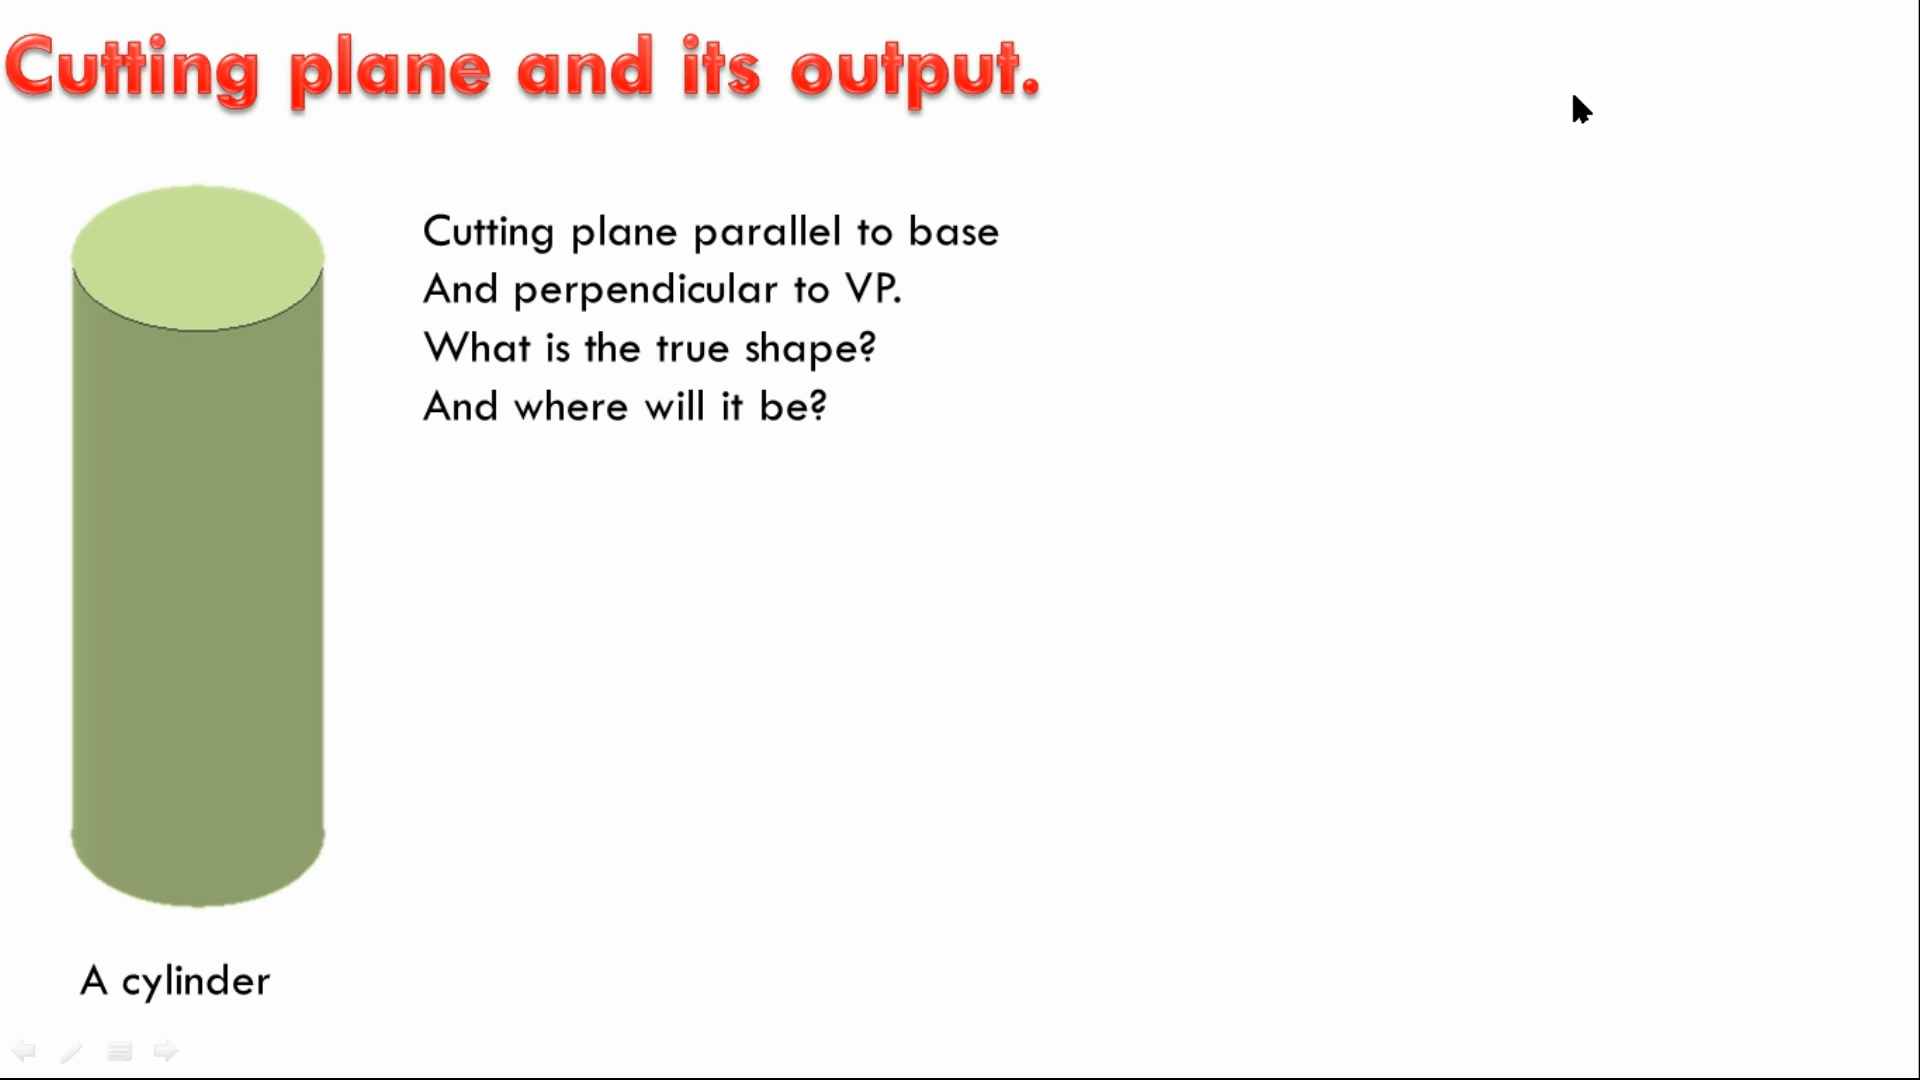 Cutting plane and its output.
Cutting plane parallel to base
And perpendicular to VP.
What is the true shape?
And where will it be?
A cylinder